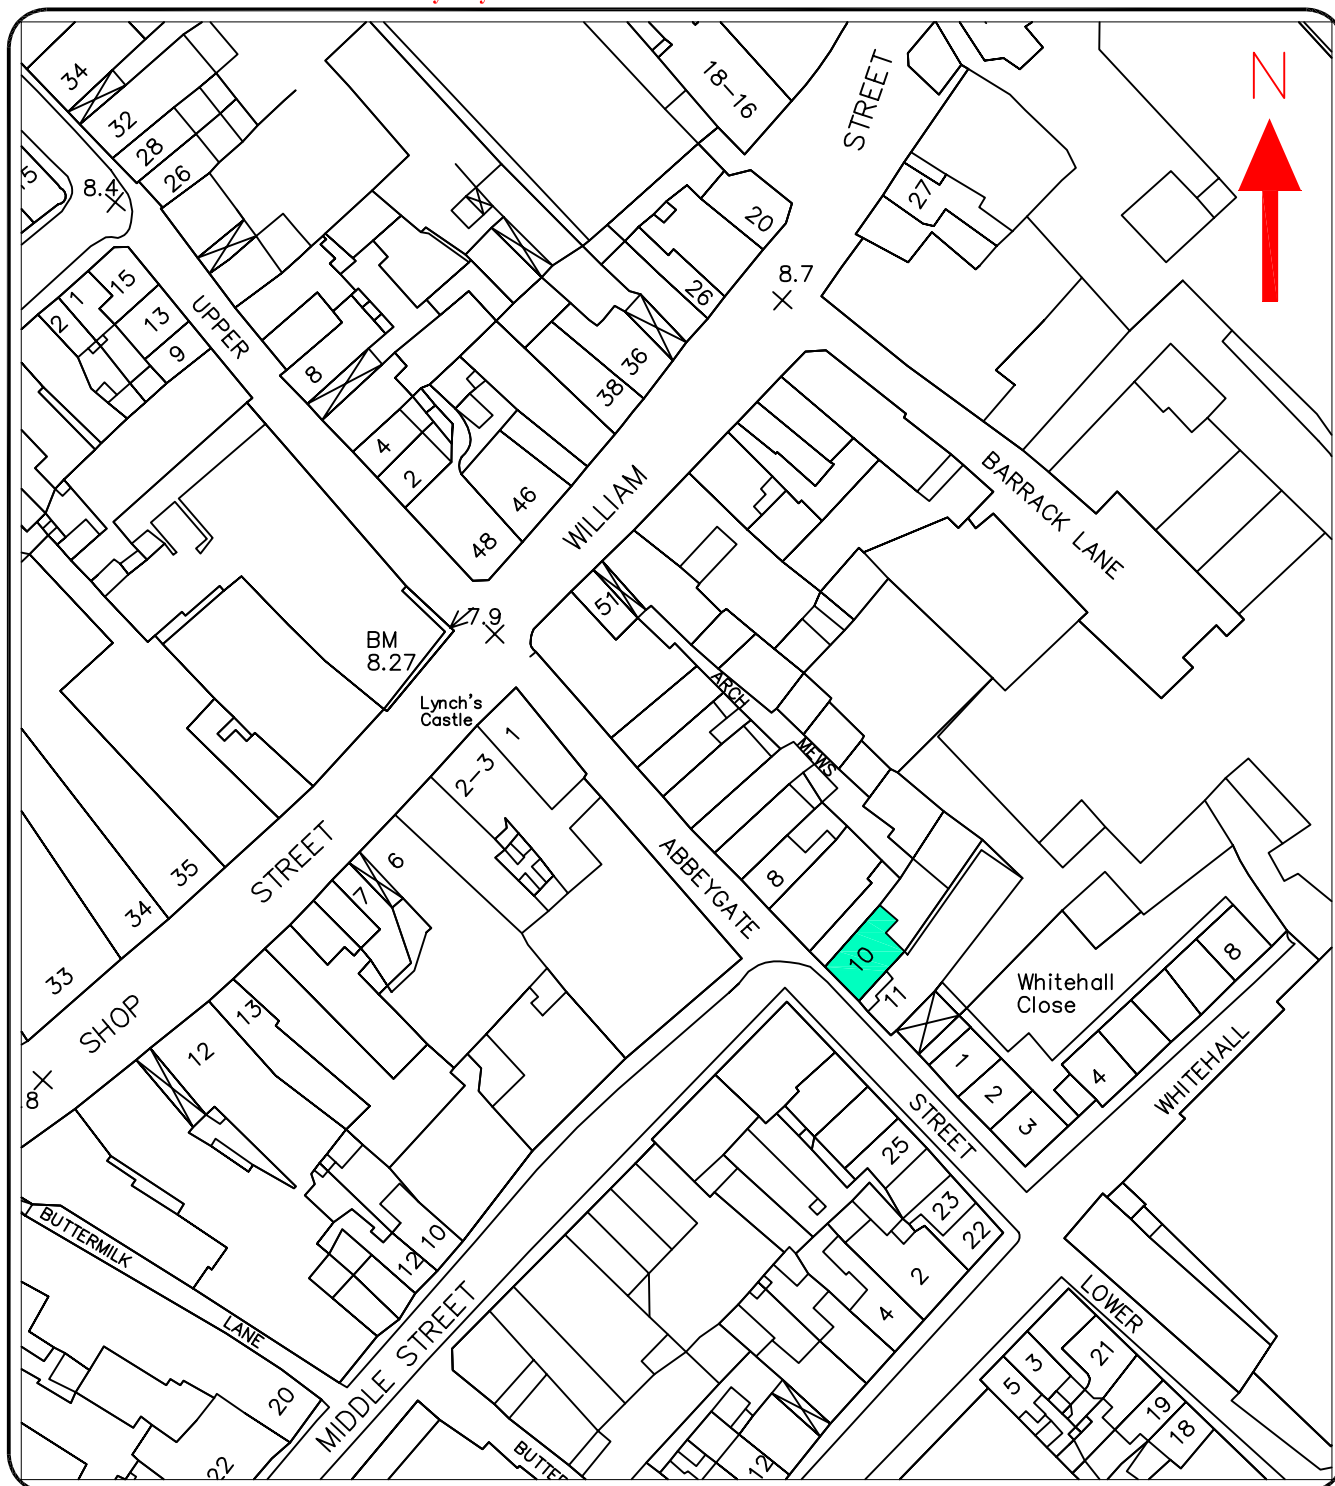 N
34
18-16
STREET
32
28
26
8.4
27
20
8.7
15
1
2
13
9
UPPER
26
36
38
8
4
2
46
48
WILLIAM
BARRACK LANE
51
7.9
BM
8.27
Lynch's
Castle
ARCH
MEWS
1
2-3
6
7
STREET
35
34
33
SHOP
ABBEYGATE
8
10
11
Whitehall
Close
8
4
WHITEHALL
1
2
3
STREET
13
12
25
23
22
2
4
BUTTERMILK
LANE
10
12
MIDDLE STREET
20
22
LOWER
21
3
5
19
18
12